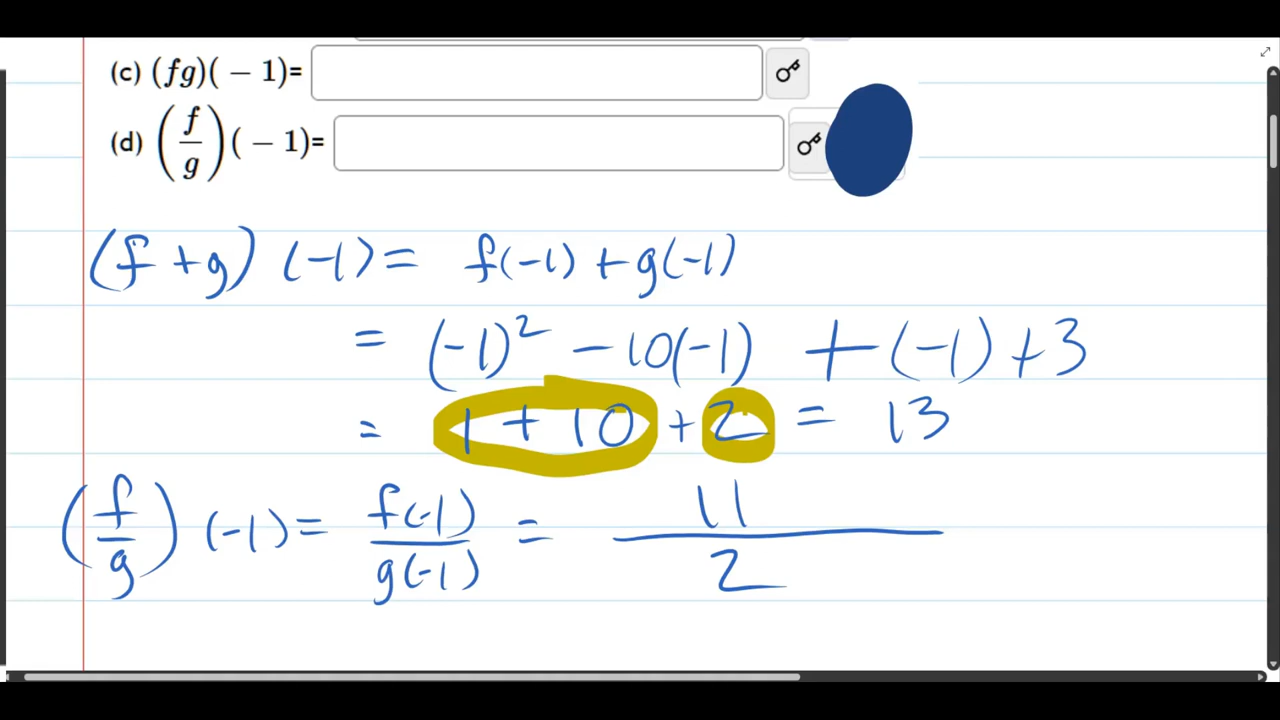 (c) (fg)( − 1)=
(d) (f/g)( − 1)=
(f + g) (-1) = f(-1) + g(-1)
= (-1)² - 10(-1) + (-1) + 3
= 1 + 10 + 2 = 13
(f/g) (-1) = f(-1)/g(-1) = 11/2